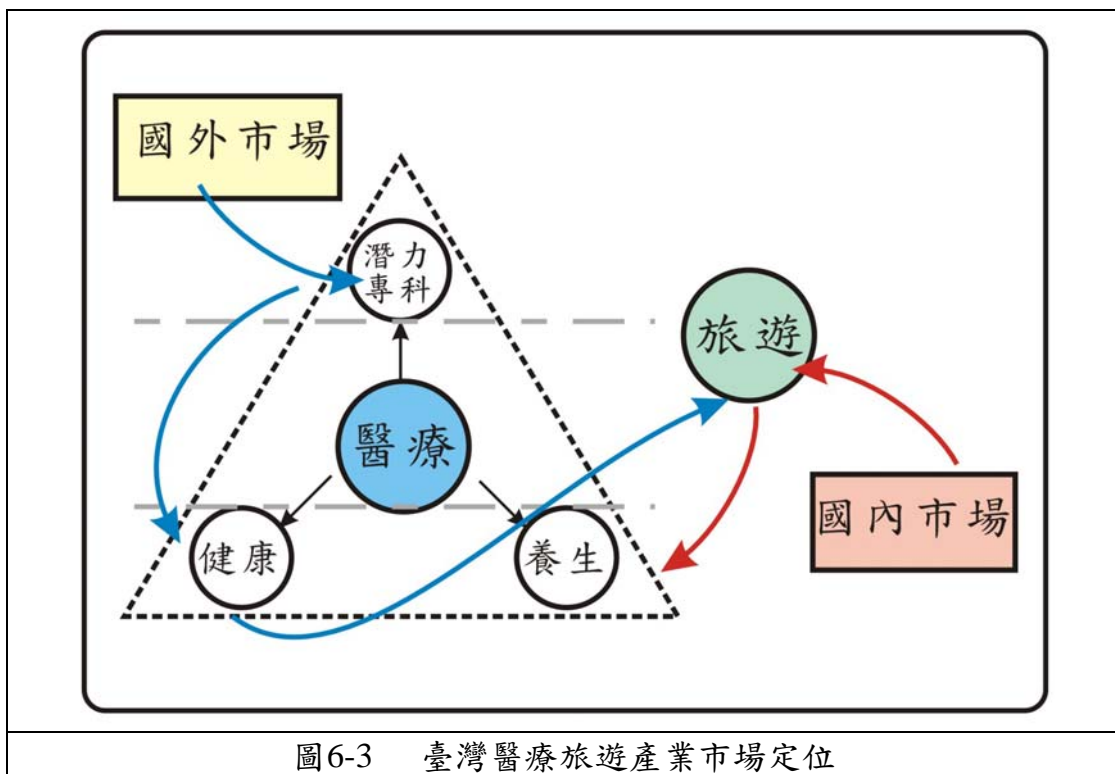 國外市場
潛力
專科
旅遊
醫療
國內市場
健康
養生
圖6-3 臺灣醫療旅遊產業市場定位